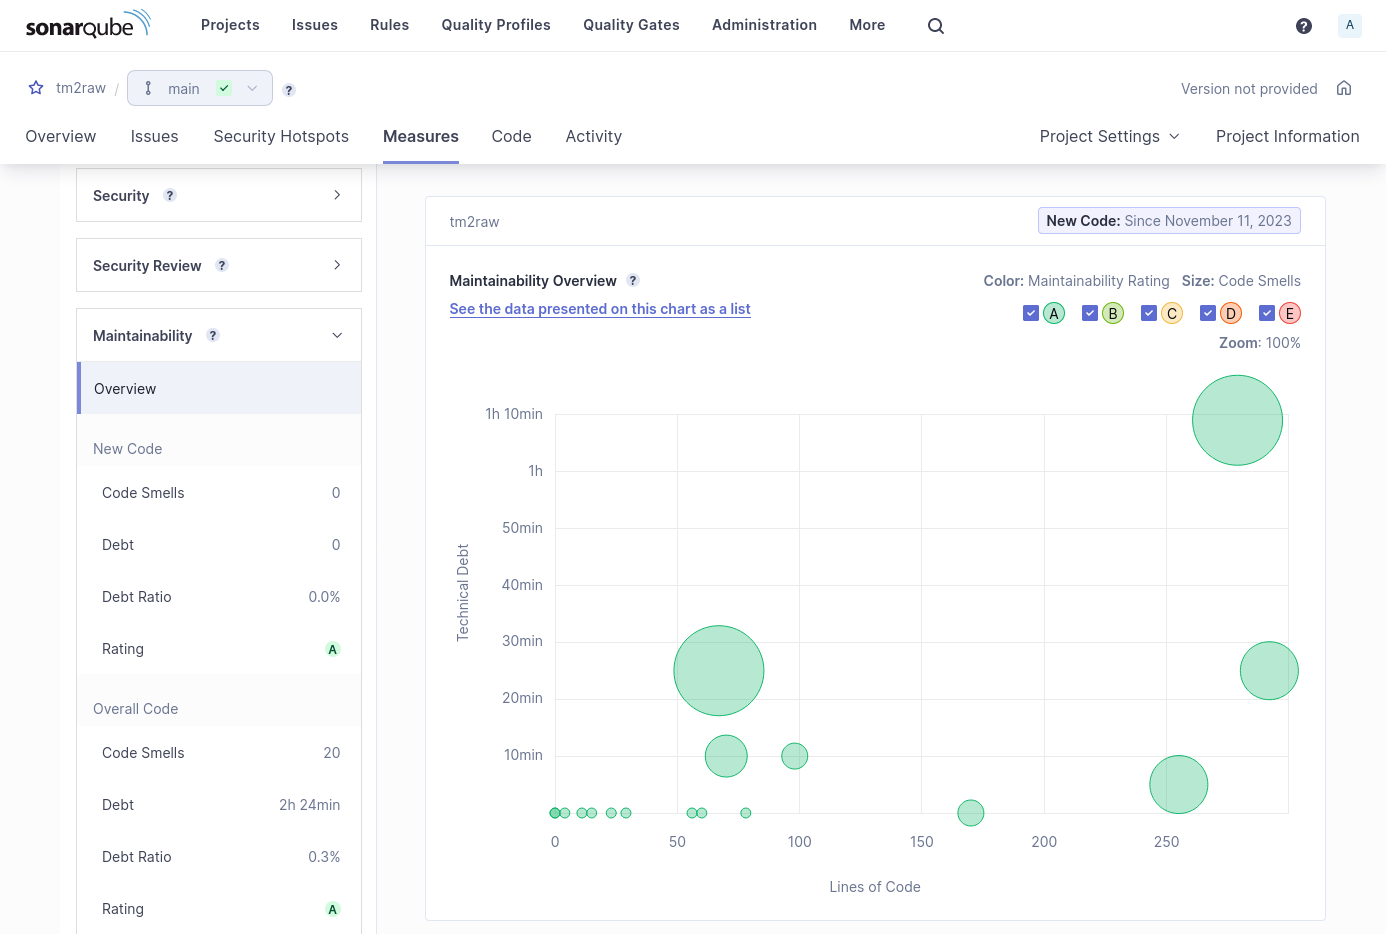 sonarqube Projects Issues Rules Quality Profiles Quality Gates Administration More ? A
tm2raw / main ? Version not provided
Overview Issues Security Hotspots Measures Code Activity Project Settings Project Information
Security ?
Security Review ?
Maintainability ?
Overview
New Code
Code Smells 0
Debt 0
Debt Ratio 0.0%
Rating A
Overall Code
Code Smells 20
Debt 2h 24min
Debt Ratio 0.3%
Rating A
tm2raw New Code: Since November 11, 2023
Maintainability Overview ? Color: Maintainability Rating Size: Code Smells
See the data presented on this chart as a list A B C D E
Zoom: 100%
1h 10min
1h
50min
40min
30min
20min
10min
Technical Debt
0 50 100 150 200 250
Lines of Code